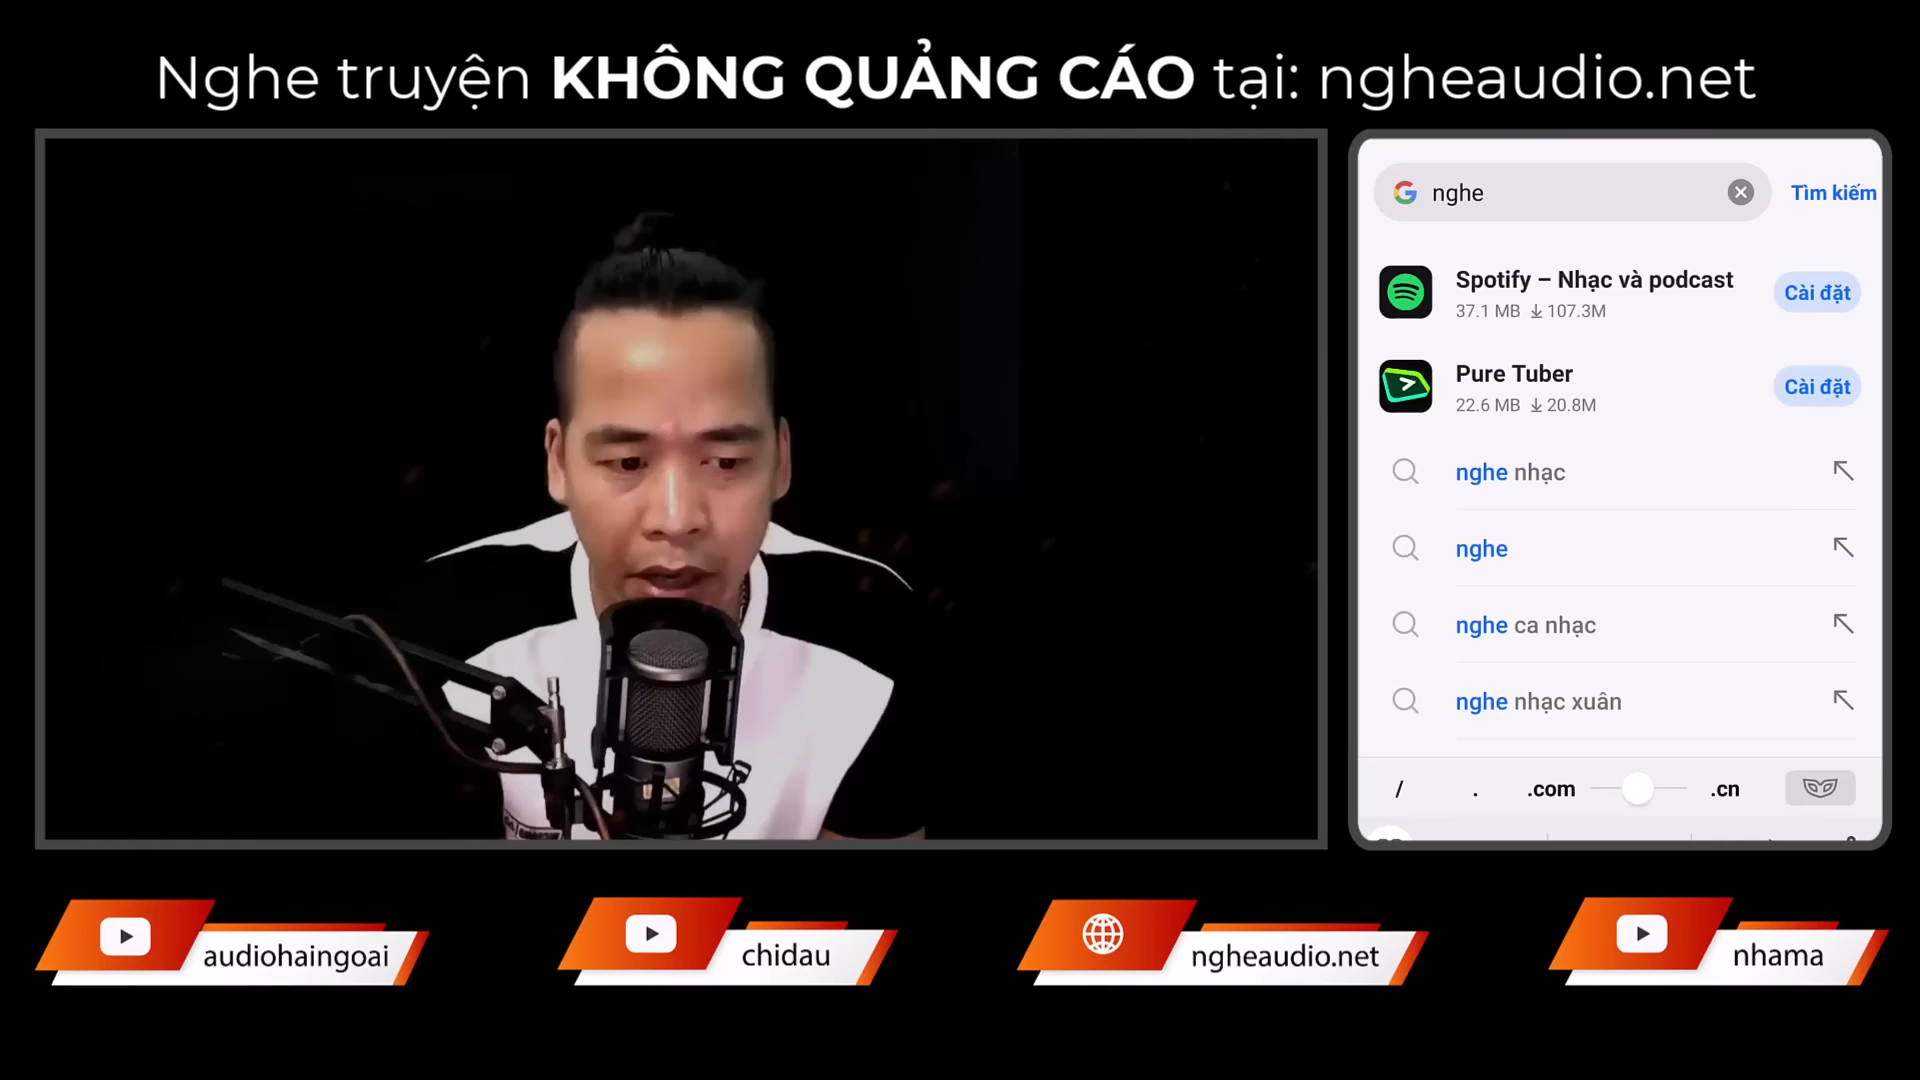 Nghe truyện KHÔNG QUẢNG CÁO tại: ngheaudio.net
nghe
Tìm kiếm
Spotify – Nhạc và podcast
37.1 MB 107.3M
Cài đặt
Pure Tuber
22.6 MB 20.8M
Cài đặt
nghe nhạc
nghe
nghe ca nhạc
nghe nhạc xuân
/ . .com .cn
audiohaingoai
chidau
ngheaudio.net
nhama